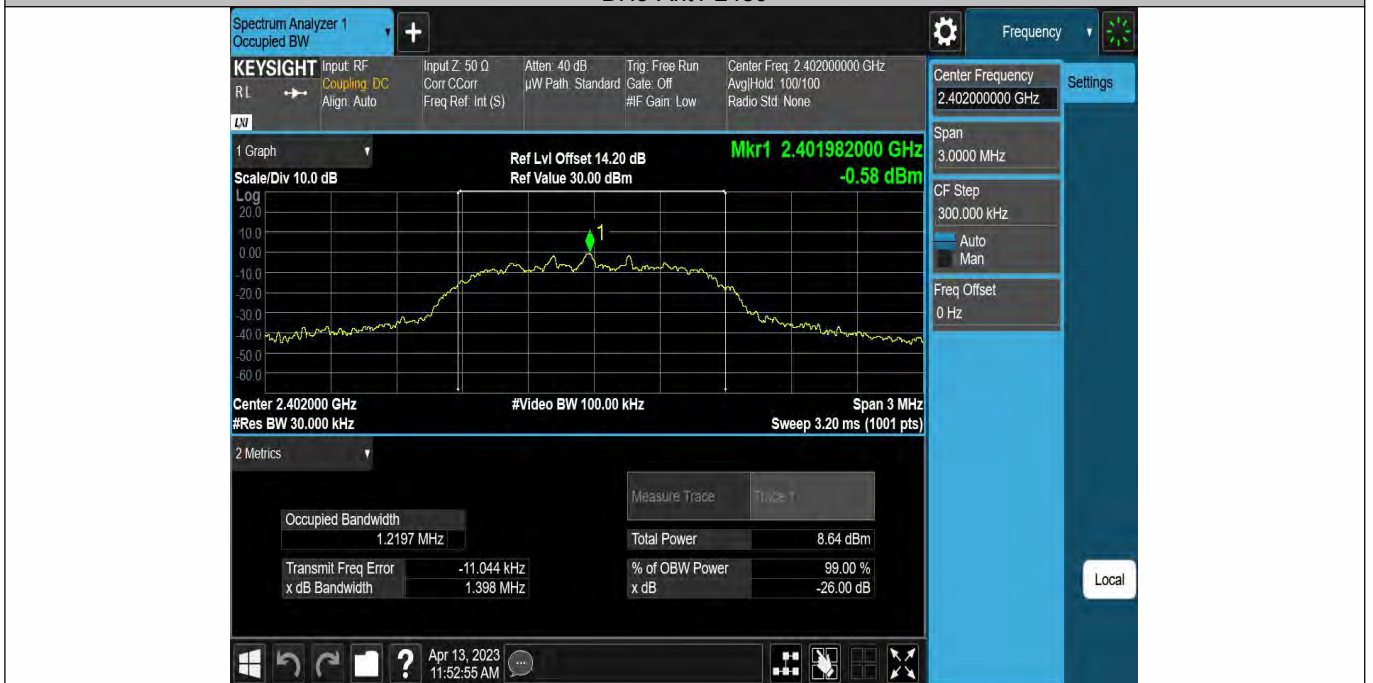 Spectrum Analyzer 1
Occupied BW
+
Frequency
KEYSIGHT
RL
LXI
Input: RF
Coupling: DC
Align: Auto
Input Z: 50 Ω
Corr CCorr
Freq Ref: Int (S)
Atten: 40 dB
µW Path: Standard
Trig: Free Run
Gate: Off
#IF Gain: Low
Center Freq: 2.402000000 GHz
Avg|Hold: 100/100
Radio Std: None
Center Frequency
2.402000000 GHz
Settings
Span
3.0000 MHz
CF Step
300.000 kHz
Auto
Man
Freq Offset
0 Hz
1 Graph
Scale/Div 10.0 dB
Ref Lvl Offset 14.20 dB
Ref Value 30.00 dBm
Mkr1 2.401982000 GHz
-0.58 dBm
Log
20.0
10.0
0.00
-10.0
-20.0
-30.0
-40.0
-50.0
-60.0
1
Center 2.402000 GHz
#Video BW 100.00 kHz
Span 3 MHz
#Res BW 30.000 kHz
Sweep 3.20 ms (1001 pts)
2 Metrics
Measure Trace
Trace 1
Occupied Bandwidth
1.2197 MHz
Total Power 8.64 dBm
Transmit Freq Error -11.044 kHz
% of OBW Power 99.00 %
x dB Bandwidth 1.398 MHz
x dB -26.00 dB
Local
?
Apr 13, 2023
11:52:55 AM